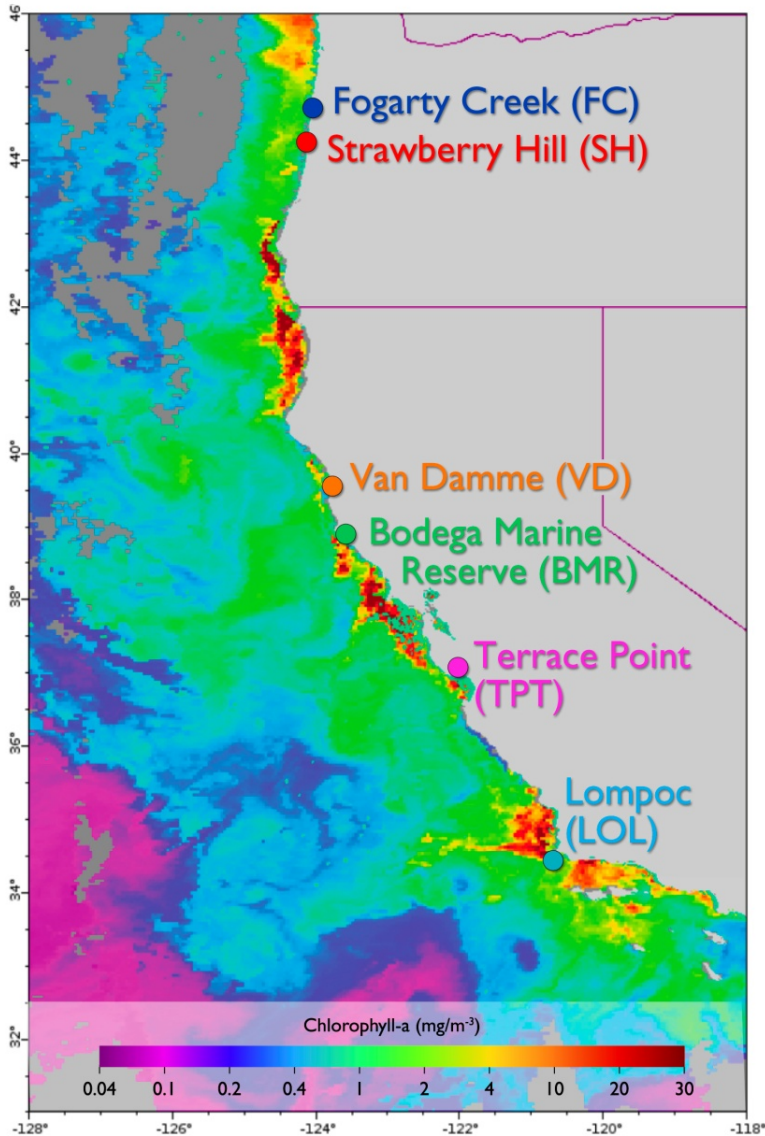 46°
Fogarty Creek (FC)
44°
Strawberry Hill (SH)
42°
40°
Van Damme (VD)
Bodega Marine
Reserve (BMR)
38°
Terrace Point
(TPT)
36°
Lompoc
(LOL)
34°
32°
Chlorophyll-a (mg/m-³)
0.04 0.1 0.2 0.4 1 2 4 10 20 30
-128° -126° -124° -122° -120° -118°